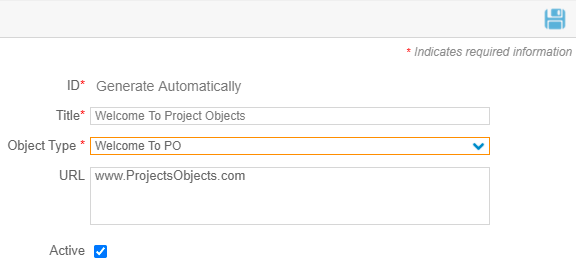 * Indicates required information
ID* Generate Automatically
Title* Welcome To Project Objects
Object Type * Welcome To PO
URL www.ProjectsObjects.com
Active